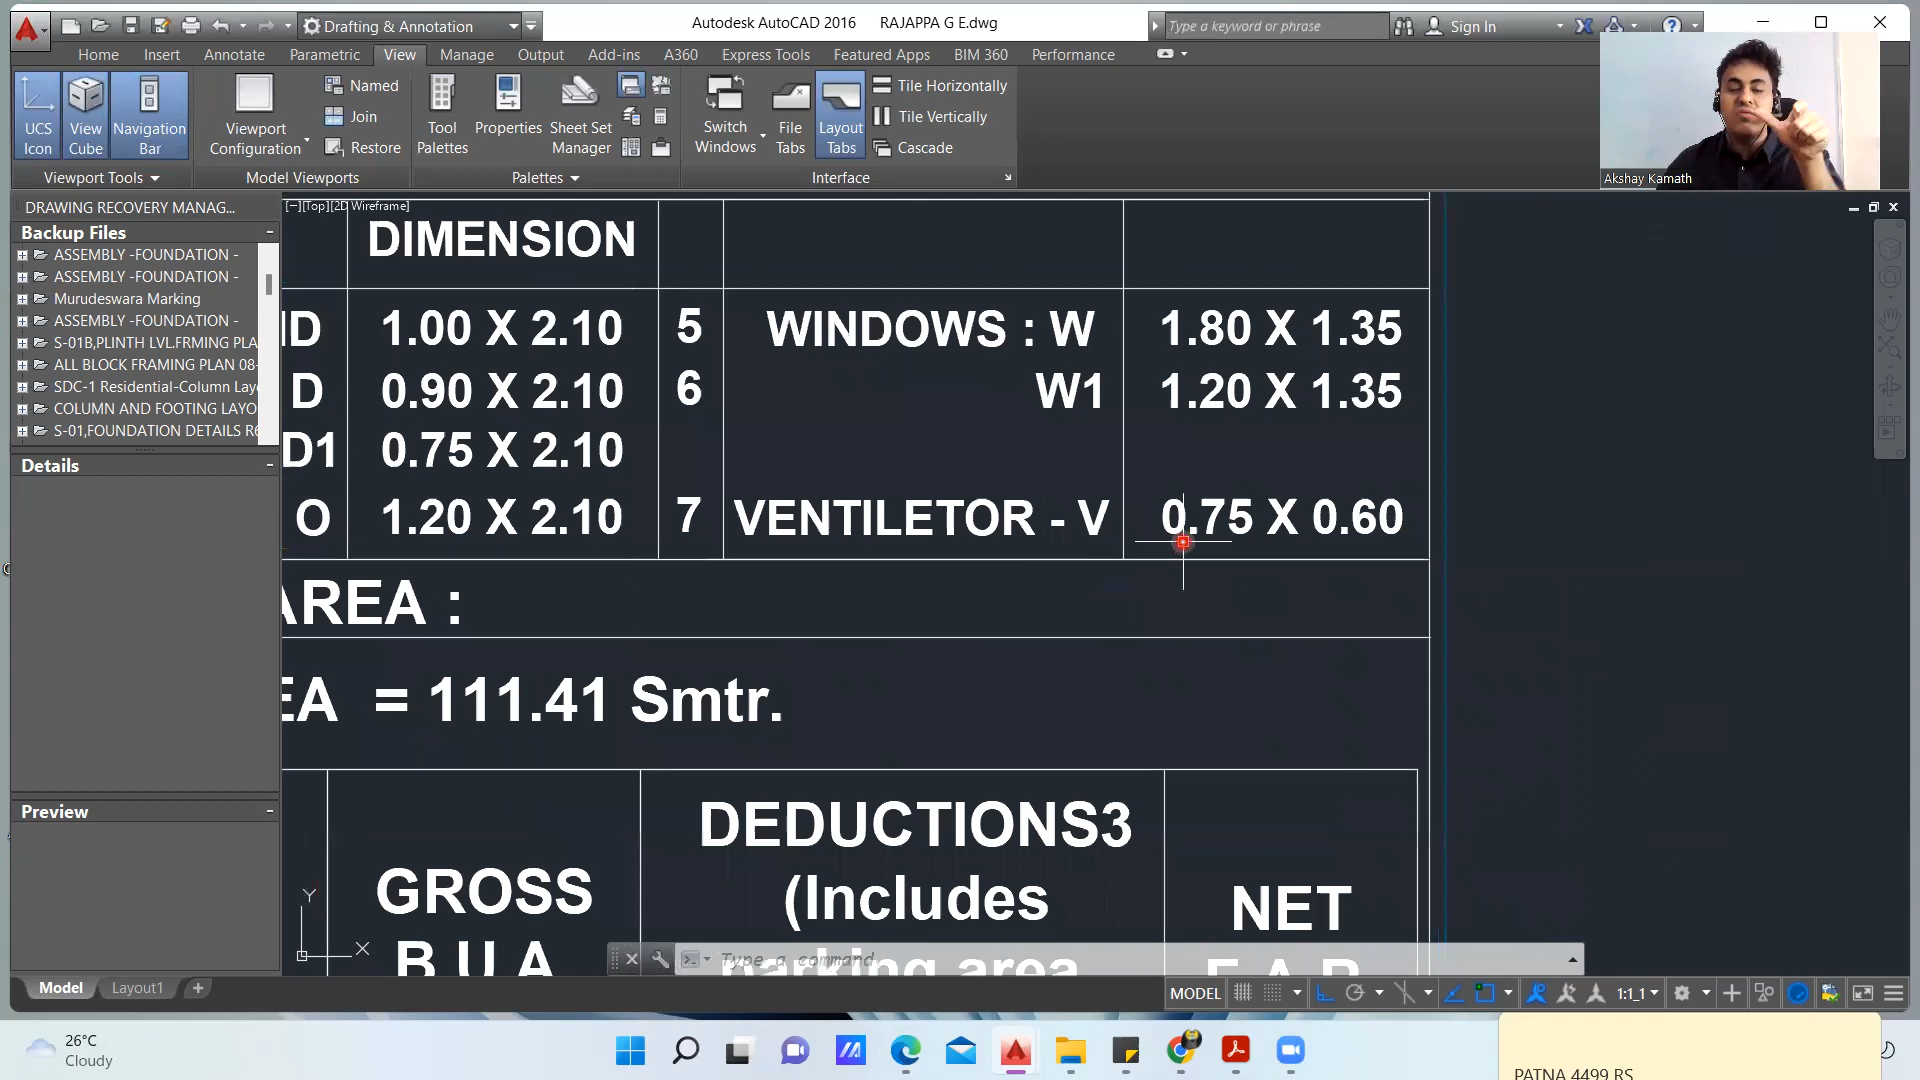 Drafting & Annotation
Autodesk AutoCAD 2016 RAJAPPA G E.dwg
Type a keyword or phrase
Sign In
Home Insert Annotate Parametric View Manage Output Add-ins A360 Express Tools Featured Apps BIM 360 Performance
UCS Icon
View Cube
Navigation Bar
Viewport Configuration
Named
Join
Restore
Tool Palettes
Properties
Sheet Set Manager
Switch Windows
File Tabs
Layout Tabs
Tile Horizontally
Tile Vertically
Cascade
Viewport Tools Model Viewports Palettes Interface
Akshay Kamath
DRAWING RECOVERY MANAG...
Backup Files
ASSEMBLY -FOUNDATION -
ASSEMBLY -FOUNDATION -
Murudeswara Marking
ASSEMBLY -FOUNDATION -
S-01B,PLINTH LVL.FRMING PLA
ALL BLOCK FRAMING PLAN 08-
SDC-1 Residential-Column Laye
COLUMN AND FOOTING LAYO
S-01,FOUNDATION DETAILS R6
Details
Preview
[−][Top][2D Wireframe]
DIMENSION
D 1.00 X 2.10 5 WINDOWS : W 1.80 X 1.35
D 0.90 X 2.10 6 W1 1.20 X 1.35
D1 0.75 X 2.10
O 1.20 X 2.10 7 VENTILETOR - V 0.75 X 0.60
AREA :
EA = 111.41 Smtr.
GROSS
B.U.A.
DEDUCTIONS3
(Includes
parking area
NET
F.A.R.
Y
X
Type a command
Model Layout1 +
MODEL
1:1_1
26°C
Cloudy
PATNA 4499 RS